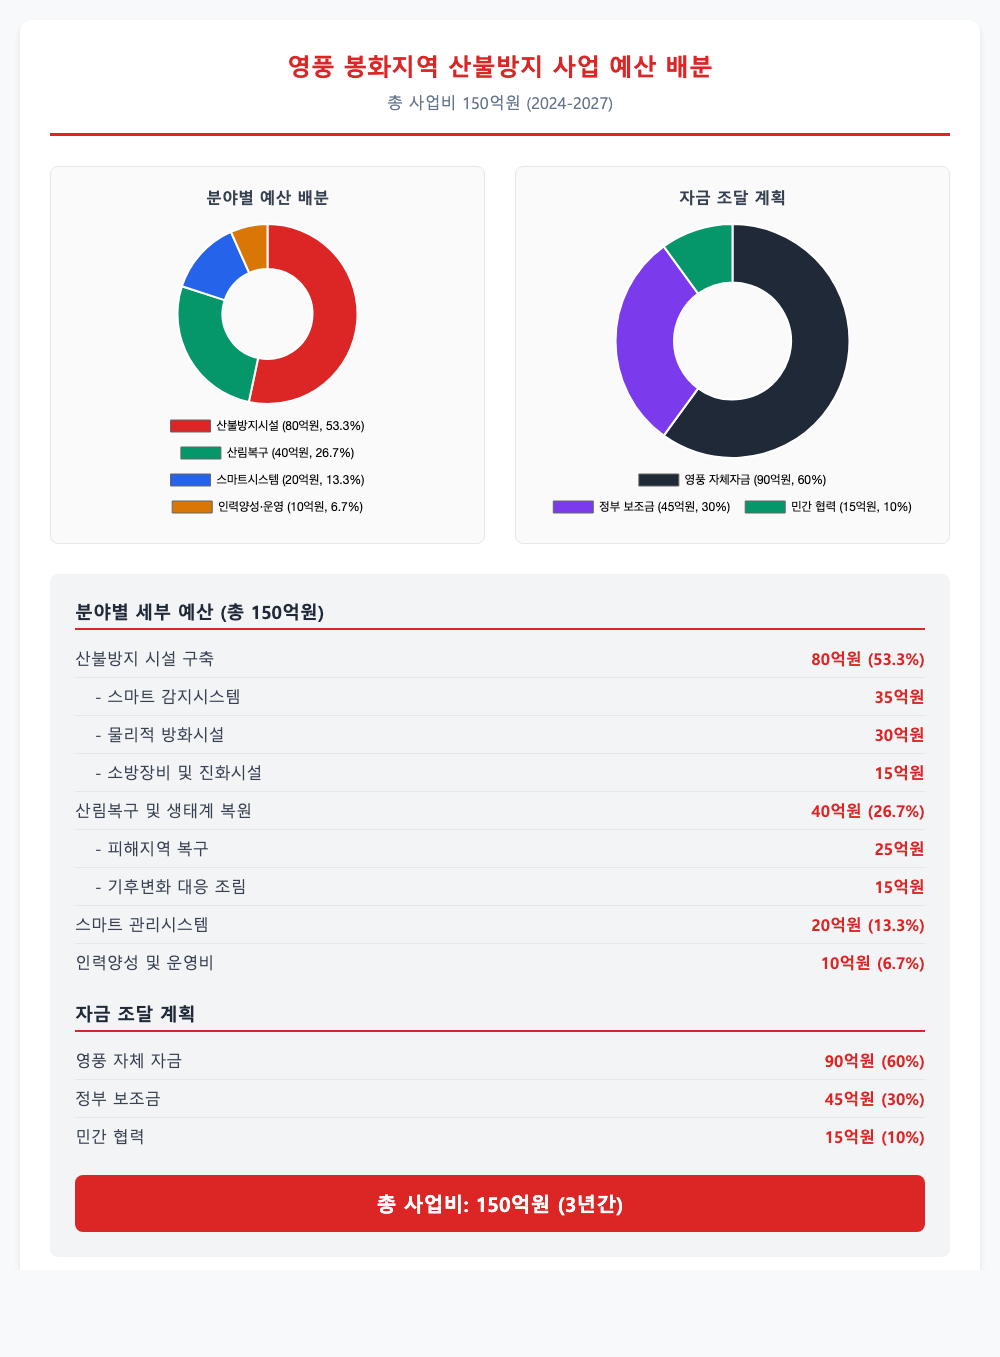 영풍 봉화지역 산불방지 사업 예산 배분
총 사업비 150억원 (2024-2027)
분야별 예산 배분
산불방지시설 (80억원, 53.3%)
산림복구 (40억원, 26.7%)
스마트시스템 (20억원, 13.3%)
인력양성·운영 (10억원, 6.7%)
자금 조달 계획
영풍 자체자금 (90억원, 60%)
정부 보조금 (45억원, 30%) 민간 협력 (15억원, 10%)
분야별 세부 예산 (총 150억원)
산불방지 시설 구축 80억원 (53.3%)
- 스마트 감지시스템 35억원
- 물리적 방화시설 30억원
- 소방장비 및 진화시설 15억원
산림복구 및 생태계 복원 40억원 (26.7%)
- 피해지역 복구 25억원
- 기후변화 대응 조림 15억원
스마트 관리시스템 20억원 (13.3%)
인력양성 및 운영비 10억원 (6.7%)
자금 조달 계획
영풍 자체 자금 90억원 (60%)
정부 보조금 45억원 (30%)
민간 협력 15억원 (10%)
총 사업비: 150억원 (3년간)